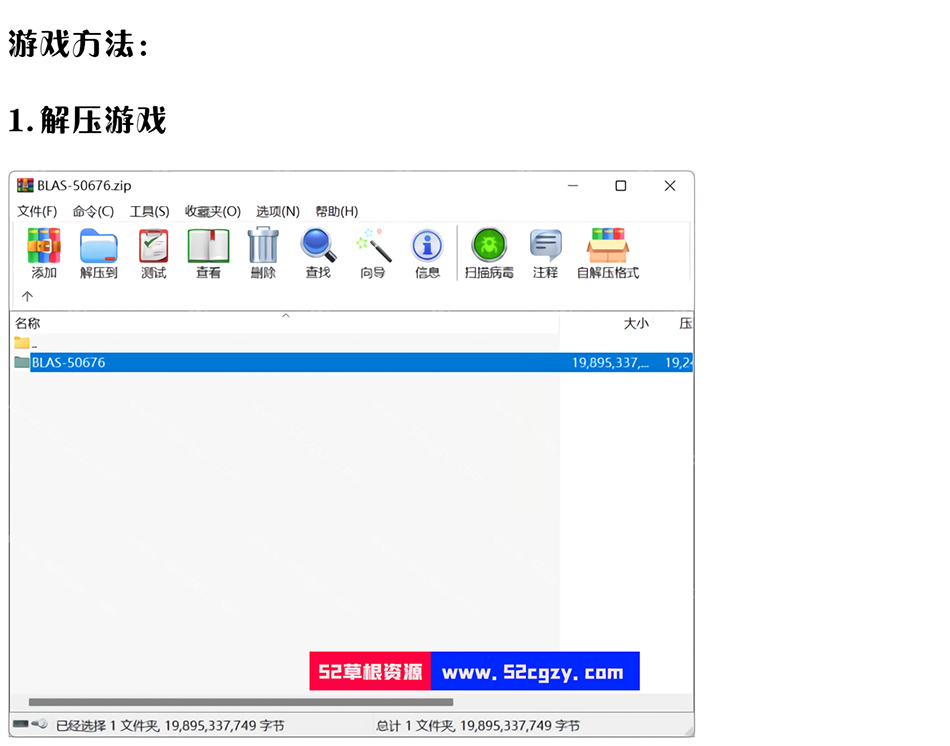 游戏方法：
1.解压游戏
BLAS-50676.zip
文件(F) 命令(C) 工具(S) 收藏夹(O) 选项(N) 帮助(H)
添加 解压到 测试 查看 删除 查找 向导 信息 扫描病毒 注释 自解压格式
名称 大小 压
..
BLAS-50676 19,895,337,... 19,24
52草根资源 www.52cgzy.com
已经选择 1 文件夹, 19,895,337,749 字节 总计 1 文件夹, 19,895,337,749 字节